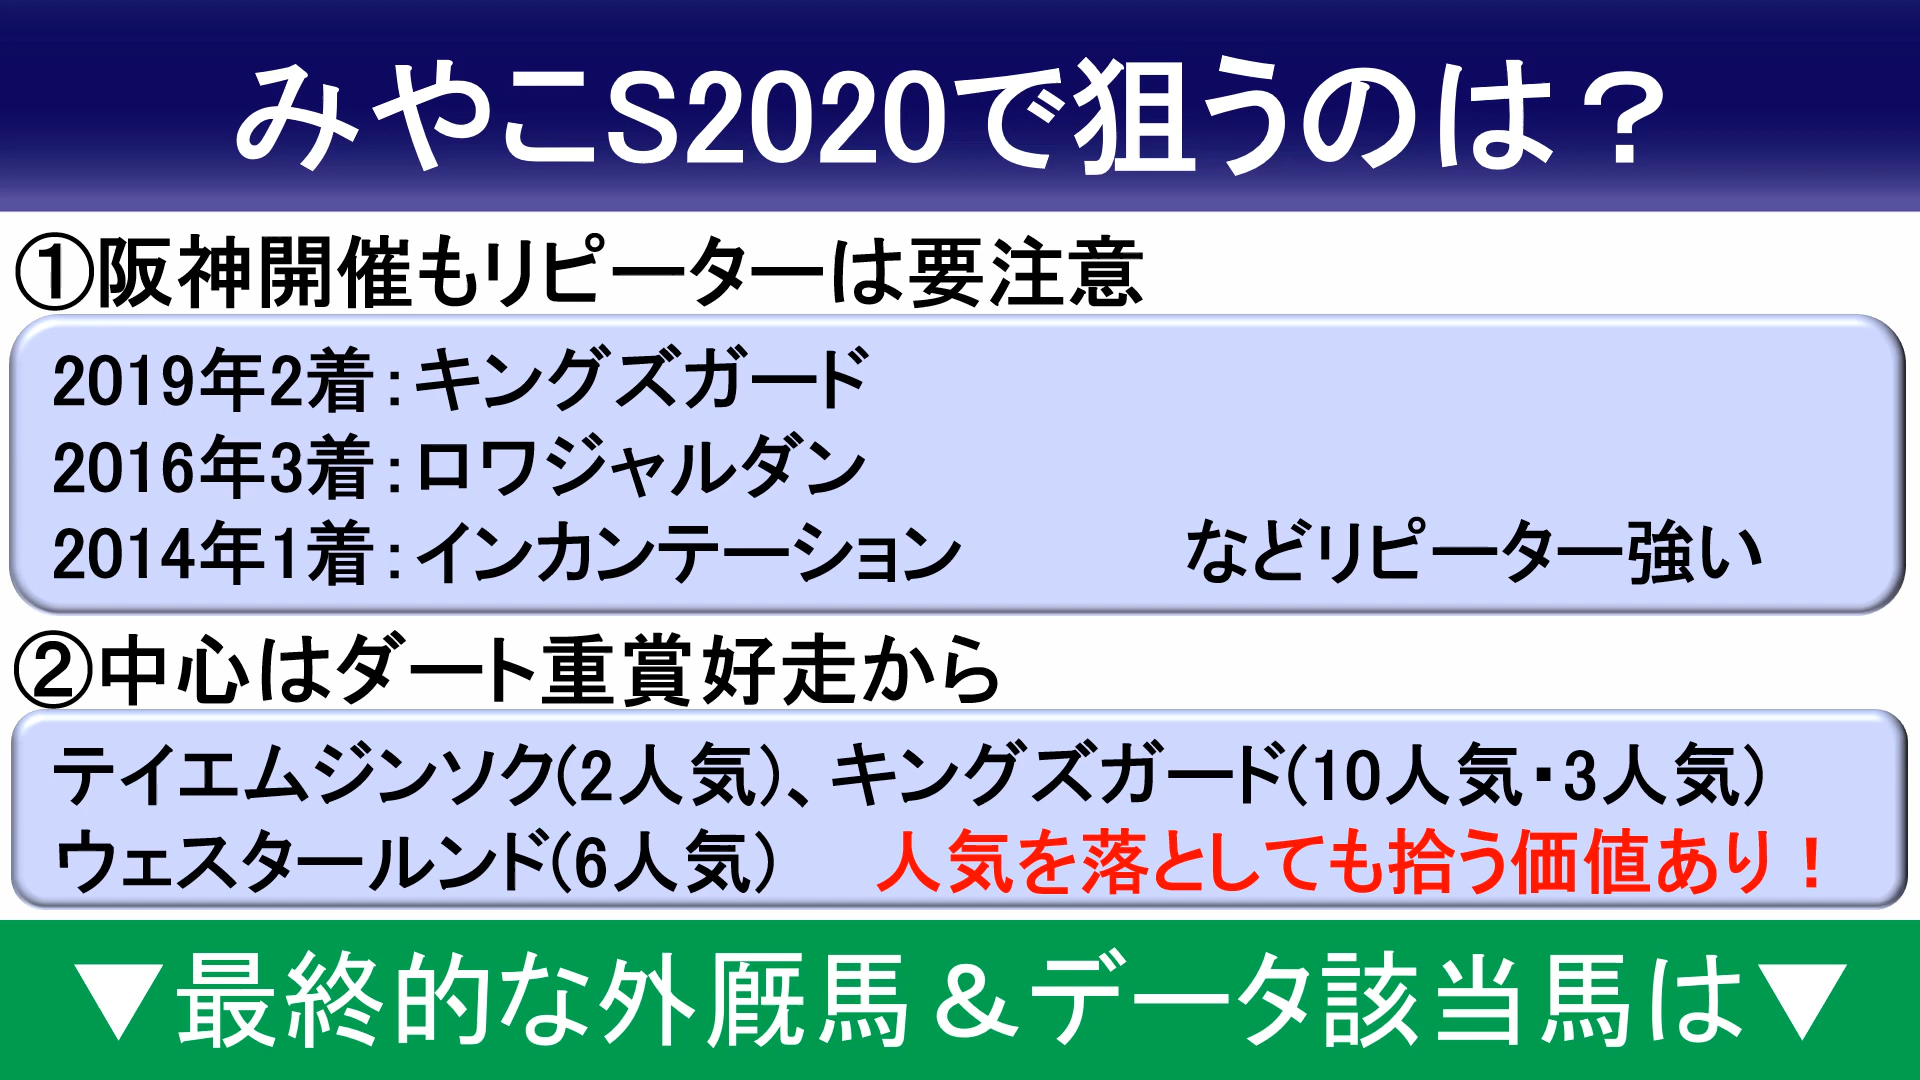 みやこS2020で狙うのは？
①阪神開催もリピーターは要注意
2019年2着：キングズガード
2016年3着：ロワジャルダン
2014年1着：インカンテーション　などリピーター強い
②中心はダート重賞好走から
テイエムジンソク(2人気)、キングズガード(10人気・3人気)
ウェスタールンド(6人気)　人気を落としても拾う価値あり！
▼最終的な外厩馬＆データ該当馬は▼